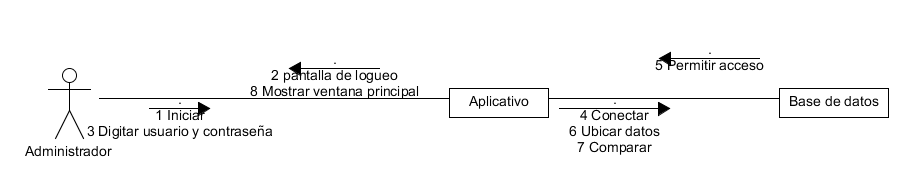 2 pantalla de logueo
8 Mostrar ventana principal
5 Permitir acceso
Aplicativo
Base de datos
1 Iniciar
3 Digitar usuario y contraseña
4 Conectar
6 Ubicar datos
7 Comparar
Administrador